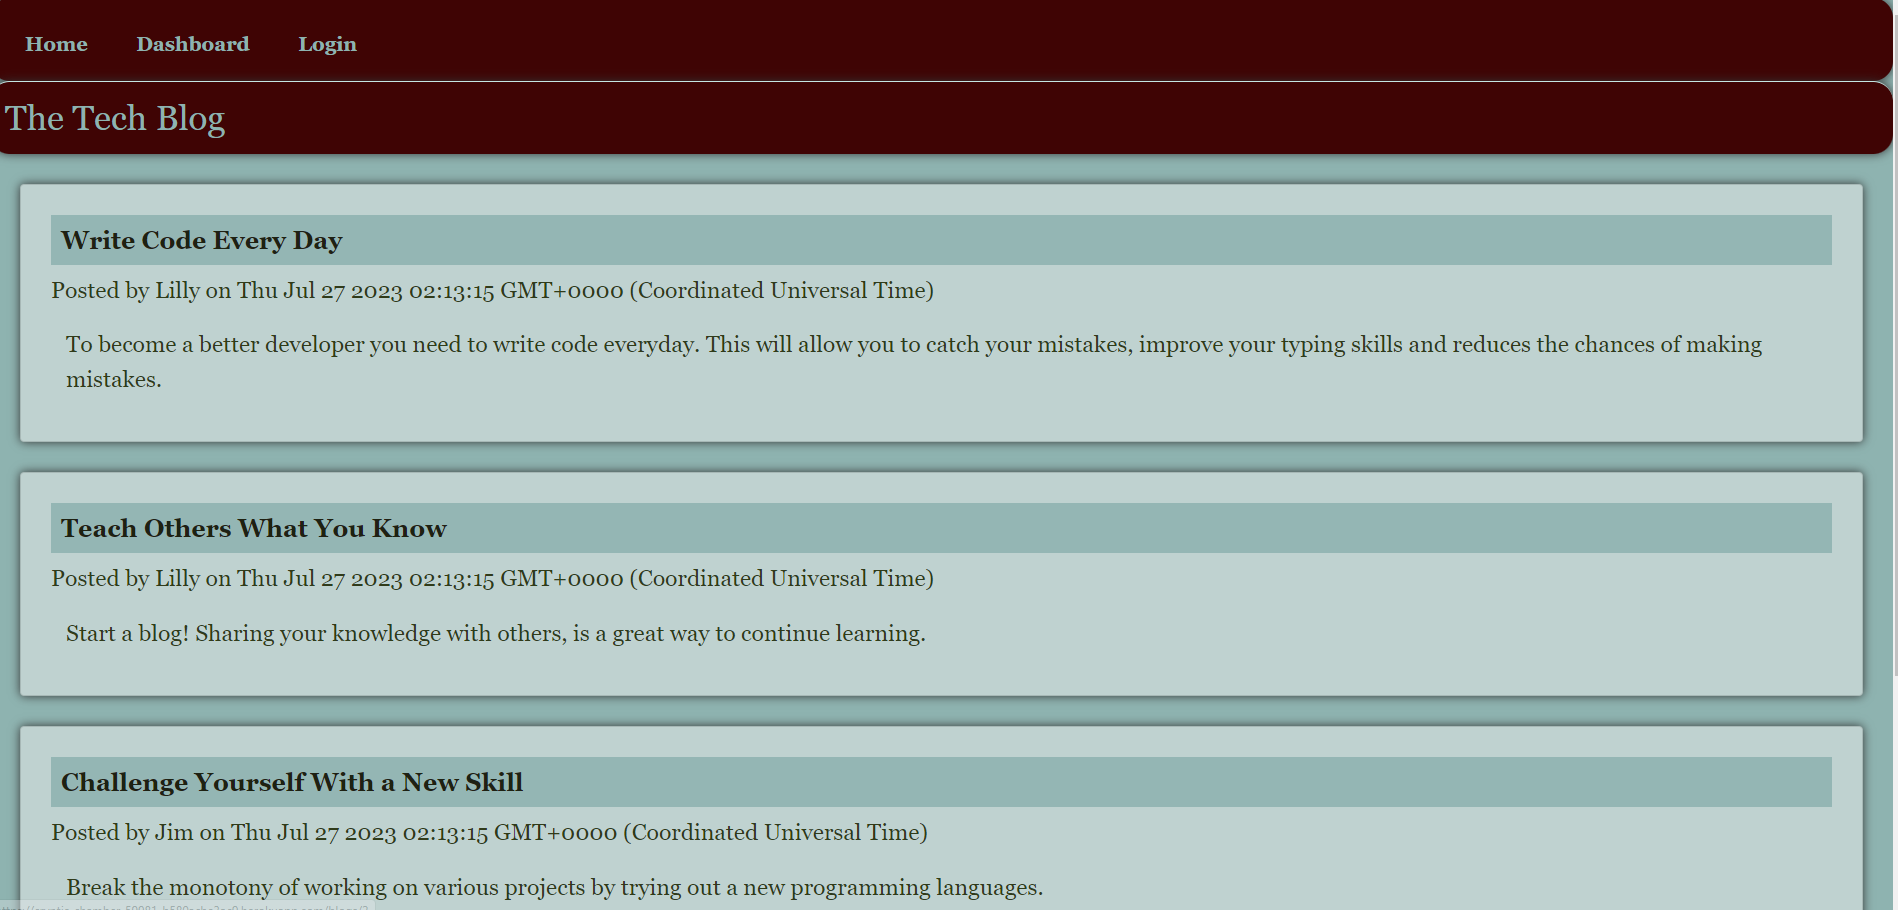 Home Dashboard Login
The Tech Blog
Write Code Every Day
Posted by Lilly on Thu Jul 27 2023 02:13:15 GMT+0000 (Coordinated Universal Time)
To become a better developer you need to write code everyday. This will allow you to catch your mistakes, improve your typing skills and reduces the chances of making
mistakes.
Teach Others What You Know
Posted by Lilly on Thu Jul 27 2023 02:13:15 GMT+0000 (Coordinated Universal Time)
Start a blog! Sharing your knowledge with others, is a great way to continue learning.
Challenge Yourself With a New Skill
Posted by Jim on Thu Jul 27 2023 02:13:15 GMT+0000 (Coordinated Universal Time)
Break the monotony of working on various projects by trying out a new programming languages.